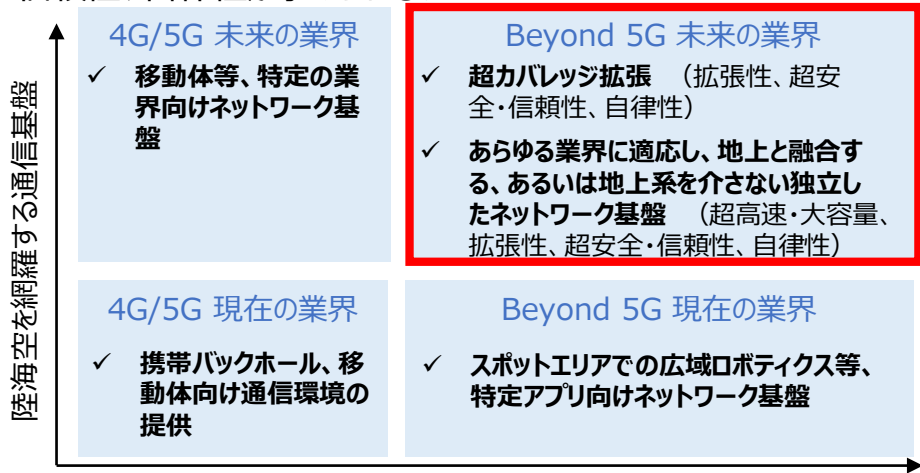 4G/5G 未来の業界
✓ 移動体等、特定の業
界向けネットワーク基
盤
Beyond 5G 未来の業界
✓ 超カバレッジ拡張 （拡張性、超安
全・信頼性、自律性）
✓ あらゆる業界に適応し、地上と融合す
る、あるいは地上系を介さない独立し
たネットワーク基盤 （超高速・大容量、
拡張性、超安全・信頼性、自律性）
陸海空を網羅する通信基盤
4G/5G 現在の業界
✓ 携帯バックホール、移
動体向け通信環境の
提供
Beyond 5G 現在の業界
✓ スポットエリアでの広域ロボティクス等、
特定アプリ向けネットワーク基盤